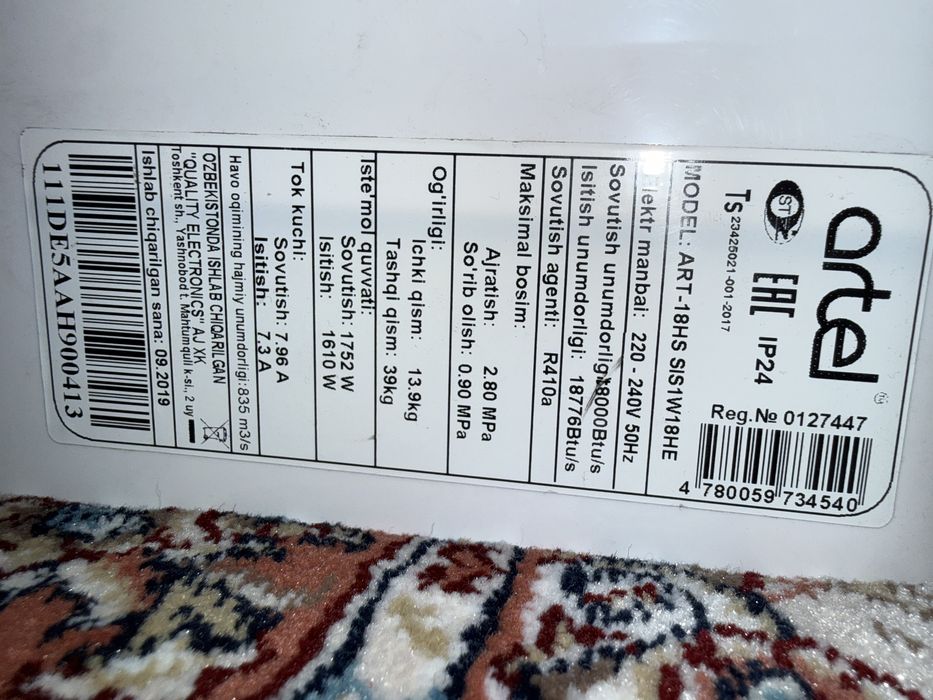 artel
ST
EAC IP24
Ts 23425021-001-2017
Reg.№ 0127447
4 780059 734540
MODEL: ART-18HS SIS1W18HE
Elektr manbai: 220 - 240V 50Hz
Sovutish unumdorligi: 18000Btu/s
Isitish unumdorligi: 18776Btu/s
Sovutish agenti: R410a
Maksimal bosim:
Ajratish: 2.80 MPa
So'rib olish: 0.90 MPa
Og'irligi:
Ichki qism: 13.9kg
Tashqi qism: 39kg
Iste'mol quvvati:
Sovutish: 1752 W
Isitish: 1610 W
Tok kuchi:
Sovutish: 7.96 A
Isitish: 7.3 A
Havo oqimining hajmiy unumdorligi: 835 m3/s
OZBEKISTONDA ISHLAB CHIQARILGAN
"QUALITY ELECTRONICS" AJ XK
Toshkent sh., Yashnobod t. Mahtumquli k-si., 2 uy
Ishlab chiqarilgan sana: 09.2019
111DE5AAH900413